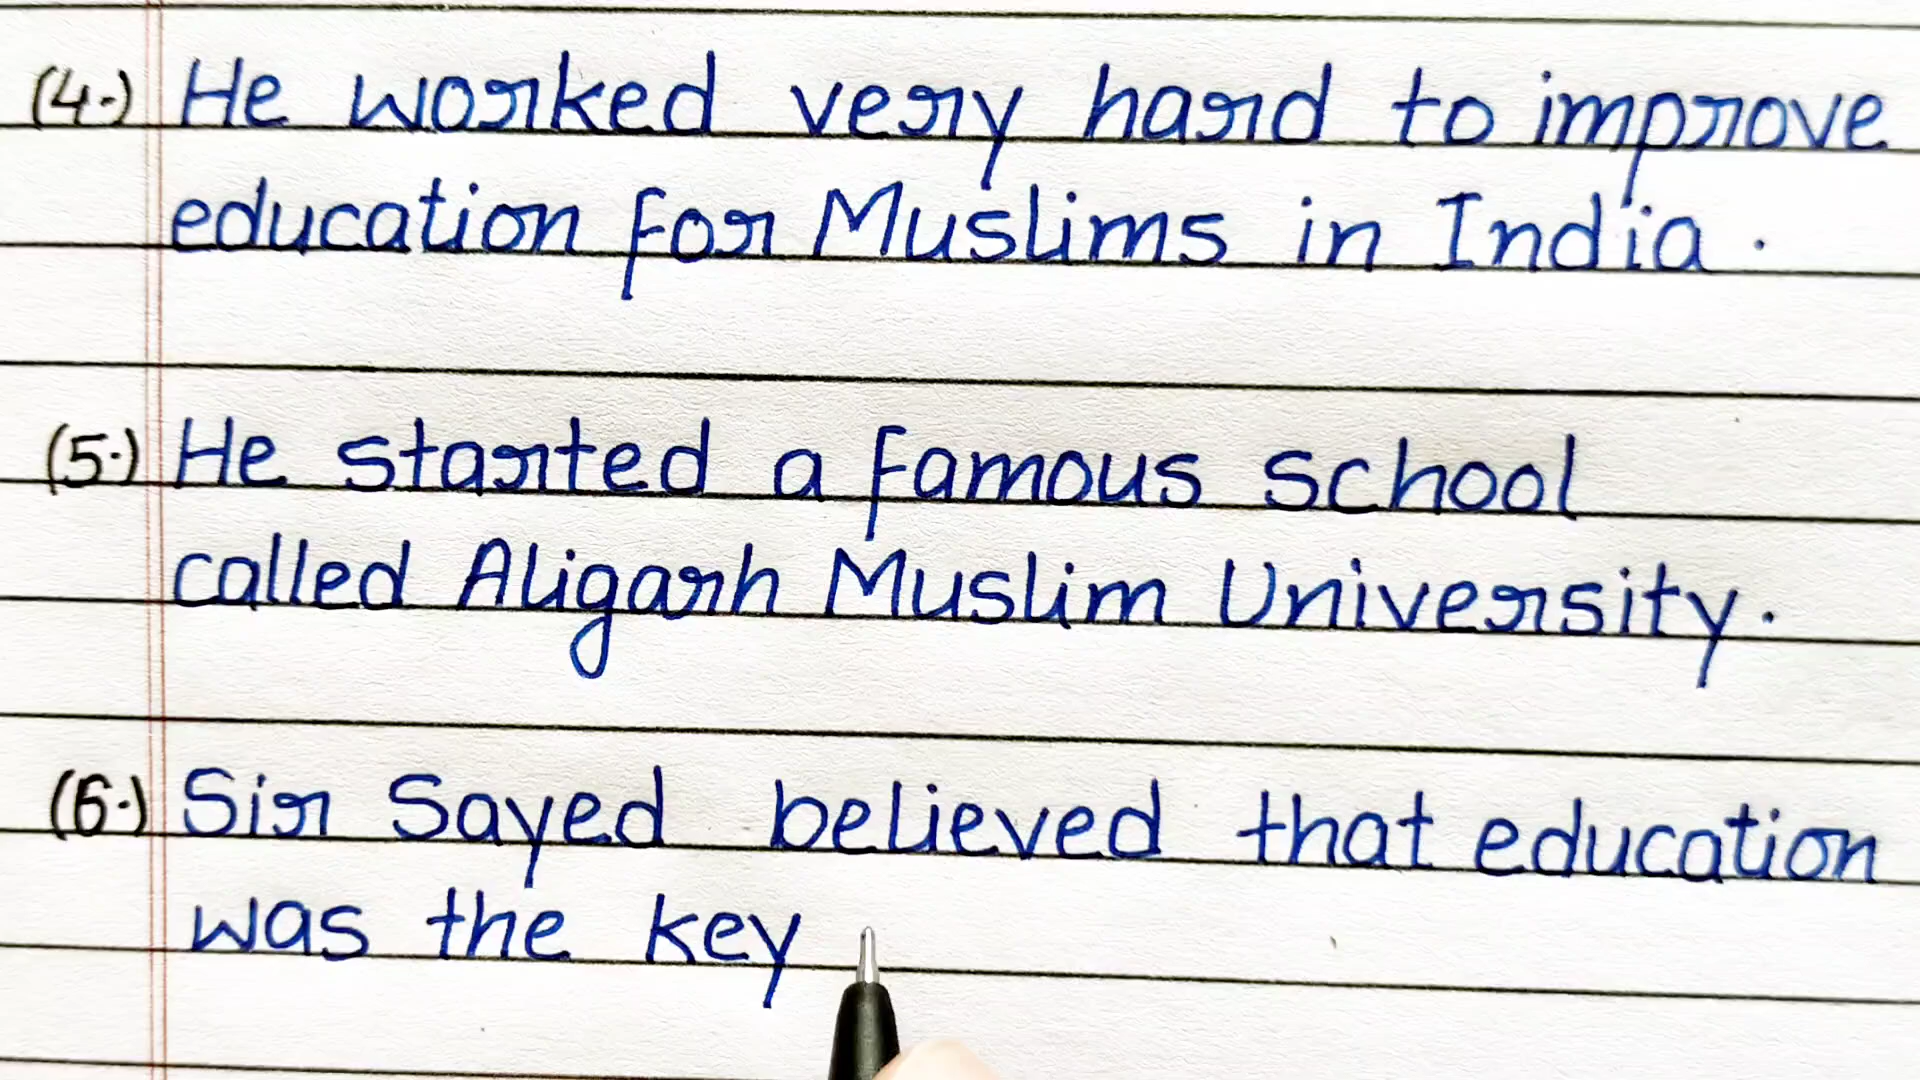 (4.) He worked very hard to improve
education for Muslims in India.
(5.) He started a famous school
called Aligarh Muslim University.
(6.) Sir Sayed believed that education
was the key